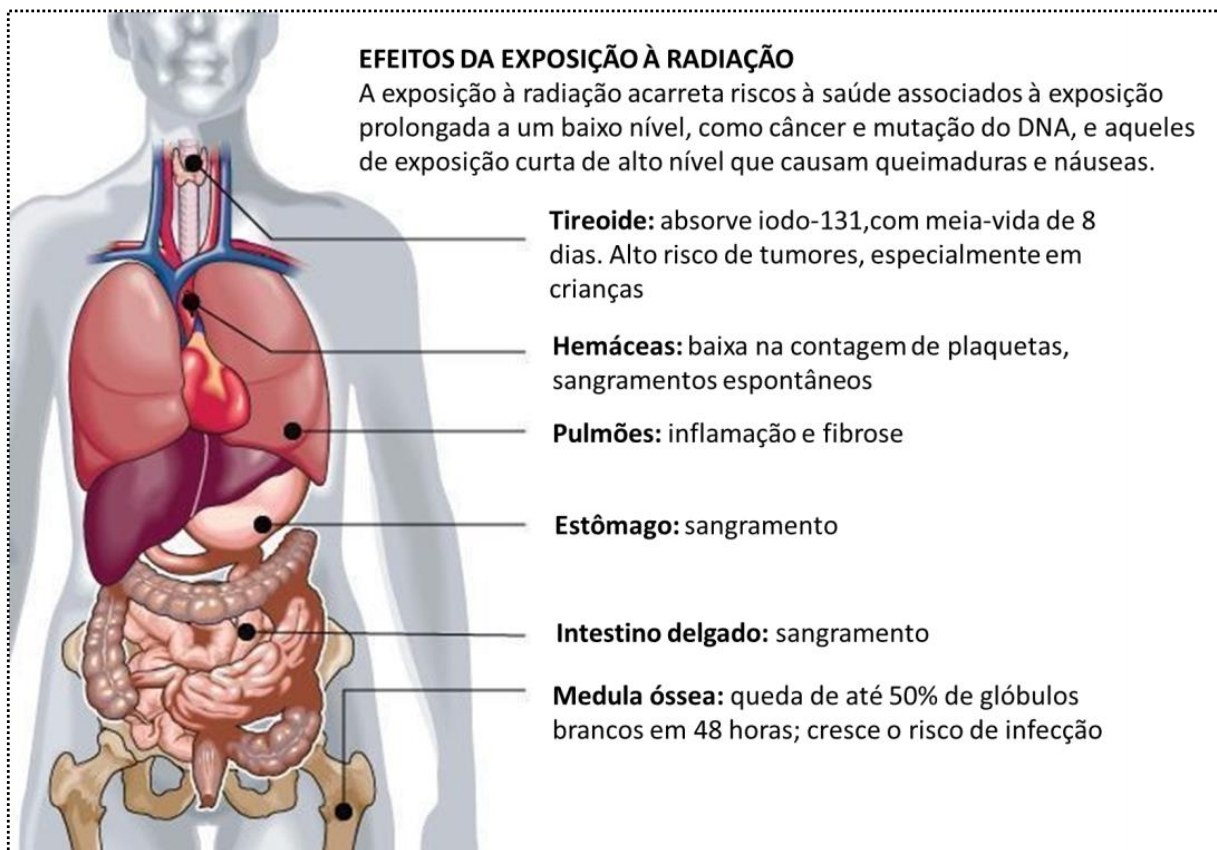 EFEITOS DA EXPOSIÇÃO À RADIAÇÃO
A exposição à radiação acarreta riscos à saúde associados à exposição
prolongada a um baixo nível, como câncer e mutação do DNA, e aqueles
de exposição curta de alto nível que causam queimaduras e náuseas.
Tireoide: absorve iodo-131,com meia-vida de 8
dias. Alto risco de tumores, especialmente em
crianças
Hemáceas: baixa na contagem de plaquetas,
sangramentos espontâneos
Pulmões: inflamação e fibrose
Estômago: sangramento
Intestino delgado: sangramento
Medula óssea: queda de até 50% de glóbulos
brancos em 48 horas; cresce o risco de infecção